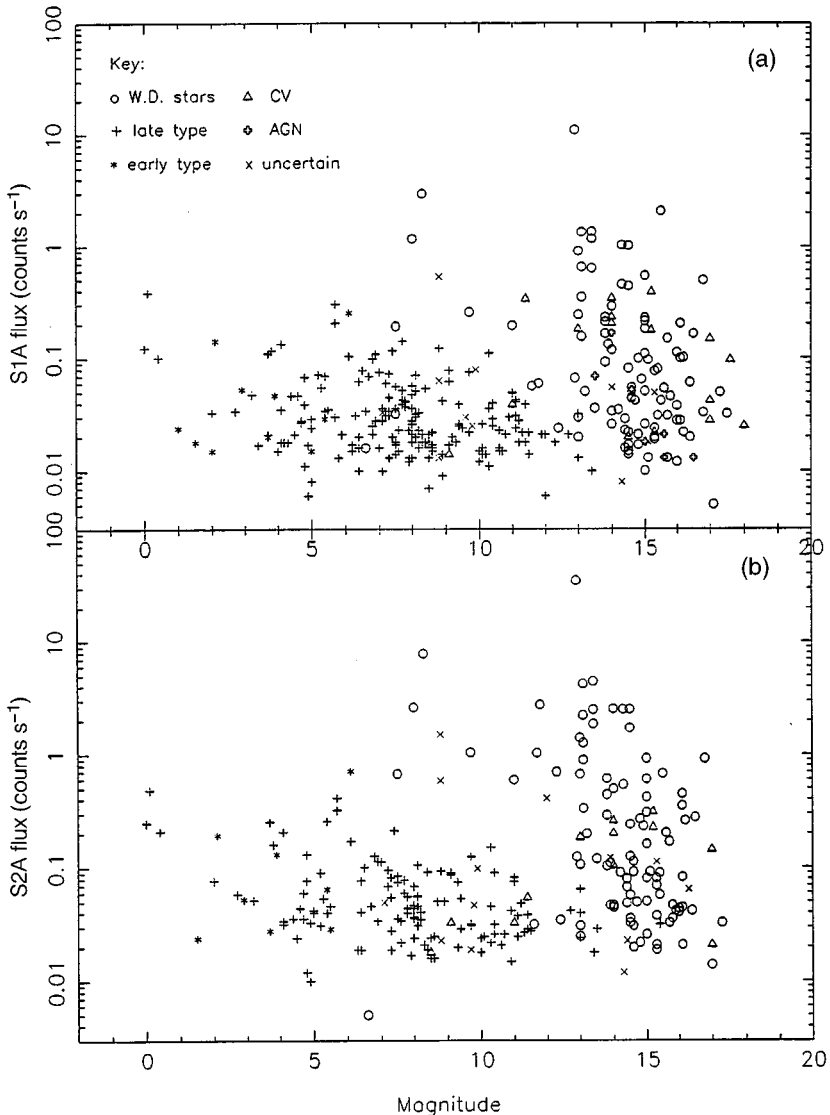 100
(a)
Key:
W.D. stars
CV
late type
AGN
early type
uncertain
10
1
0.1
0.01
S1A flux (counts s⁻¹)
0 5 10 15 20
100
(b)
10
1
0.1
0.01
S2A flux (counts s⁻¹)
0 5 10 15 20
Magnitude